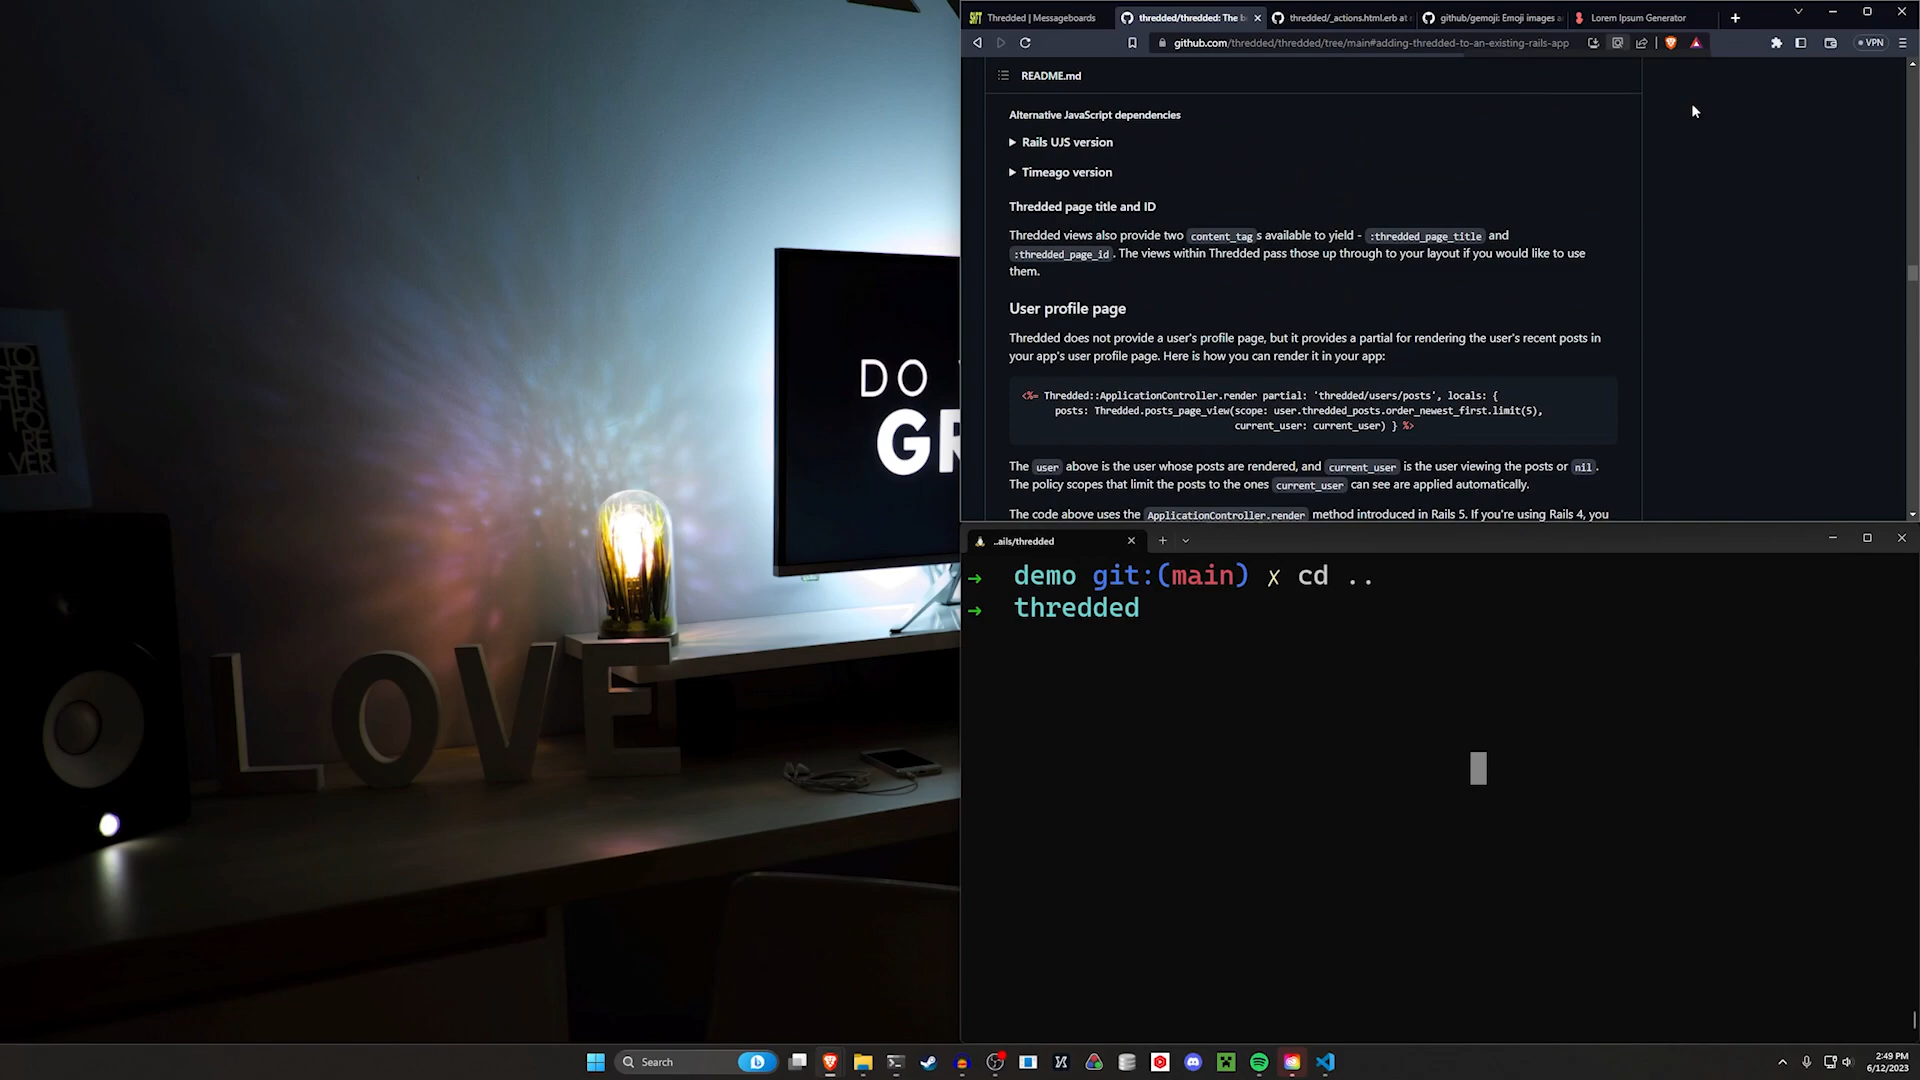 TO
GET
HER
FO
RE
VER
DO
GR
LOVE
Thredded | Messageboards
thredded/thredded: The b
thredded/_actions.html.erb at
github/gemoji: Emoji images a
Lorem Ipsum Generator
github.com/thredded/thredded/tree/main#adding-thredded-to-an-existing-rails-app
VPN
README.md
Alternative JavaScript dependencies
Rails UJS version
Timeago version
Thredded page title and ID
Thredded views also provide two content_tag s available to yield - :thredded_page_title and
:thredded_page_id . The views within Thredded pass those up through to your layout if you would like to use
them.
User profile page
Thredded does not provide a user's profile page, but it provides a partial for rendering the user's recent posts in
your app's user profile page. Here is how you can render it in your app:
<%= Thredded::ApplicationController.render partial: 'thredded/users/posts', locals: {
posts: Thredded.posts_page_view(scope: user.thredded_posts.order_newest_first.limit(5),
current_user: current_user) } %>
The user above is the user whose posts are rendered, and current_user is the user viewing the posts or nil .
The policy scopes that limit the posts to the ones current_user can see are applied automatically.
The code above uses the ApplicationController.render method introduced in Rails 5. If you're using Rails 4, you
..ails/thredded
→ demo git:(main) ✗ cd ..
→ thredded
Search
2:49 PM
6/12/2023